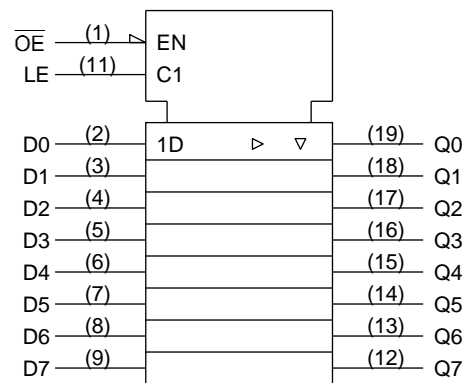 O̅E̅ (1) EN
LE (11) C1
D0 (2) 1D (19) Q0
D1 (3) (18) Q1
D2 (4) (17) Q2
D3 (5) (16) Q3
D4 (6) (15) Q4
D5 (7) (14) Q5
D6 (8) (13) Q6
D7 (9) (12) Q7